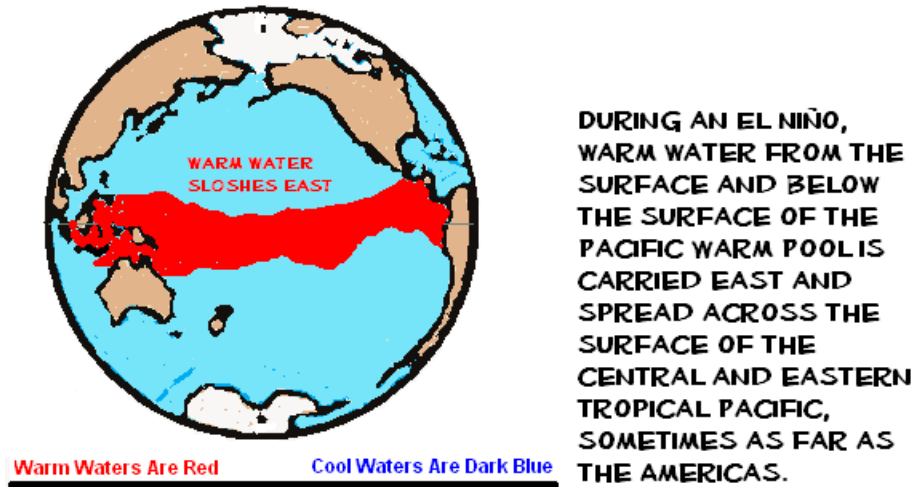 WARM WATER
SLOSHES EAST
DURING AN EL NIÑO,
WARM WATER FROM THE
SURFACE AND BELOW
THE SURFACE OF THE
PACIFIC WARM POOL IS
CARRIED EAST AND
SPREAD ACROSS THE
SURFACE OF THE
CENTRAL AND EASTERN
TROPICAL PACIFIC,
SOMETIMES AS FAR AS
THE AMERICAS.
Warm Waters Are Red
Cool Waters Are Dark Blue